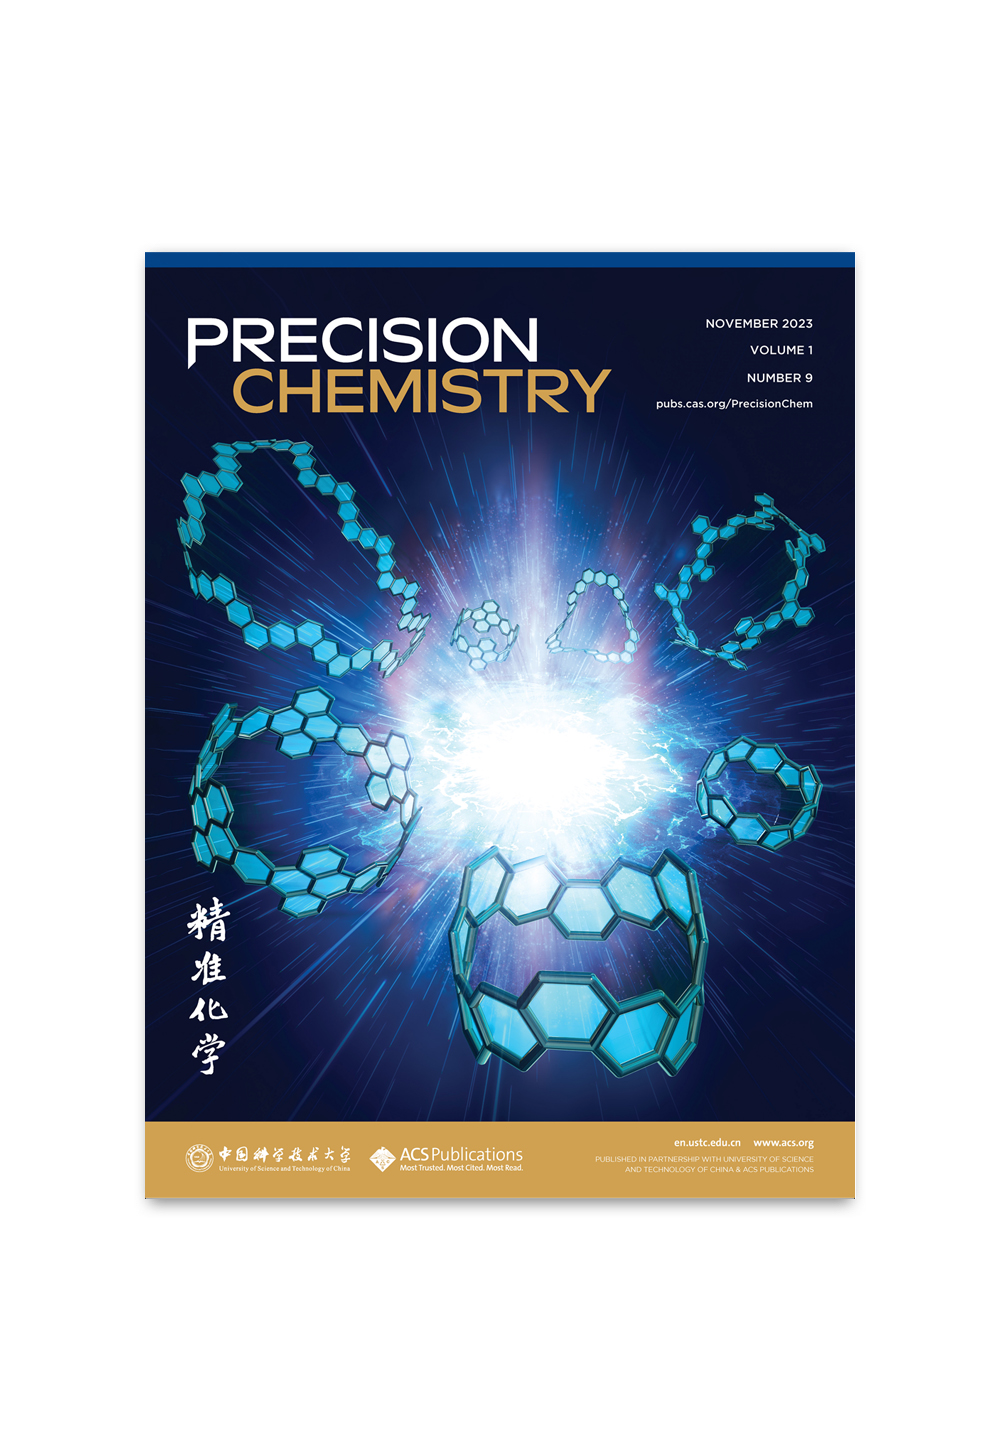 PRECISION
CHEMISTRY
NOVEMBER 2023
VOLUME 1
NUMBER 9
pubs.cas.org/PrecisionChem
精
准
化
学
中国科学技术大学
University of Science and Technology of China
ACS Publications
Most Trusted. Most Cited. Most Read.
en.ustc.edu.cn www.acs.org
PUBLISHED IN PARTNERSHIP WITH UNIVERSITY OF SCIENCE
AND TECHNOLOGY OF CHINA & ACS PUBLICATIONS